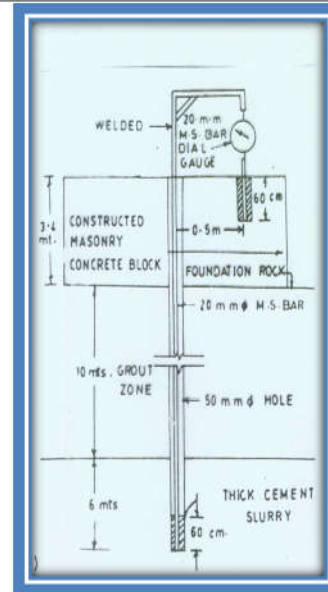 WELDED
20 m·m
M·S·BAR
DIAL
GAUGE
60 cm
3·4
mt.
0·5m
CONSTRUCTED
MASONRY
CONCRETE BLOCK
FOUNDATION ROCK
20 mm ϕ M·S·BAR
10 mts. GROUT
ZONE
50 mm ϕ HOLE
6 mts
THICK CEMENT
SLURRY
60 cm.
)